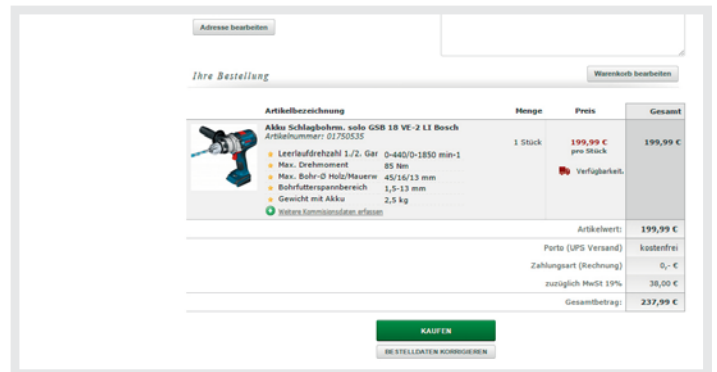 Adresse bearbeiten
Ihre Bestellung
Warenkorb bearbeiten
Artikelbezeichnung Menge Preis Gesamt
Akku Schlagbohrm. solo GSB 18 VE-2 LI Bosch
Artikelnummer: 01750535
1 Stück 199,99 € 199,99 €
pro Stück
Leerlaufdrehzahl 1./2. Gar 0-440/0-1850 min-1
Max. Drehmoment 85 Nm
Verfügbarkeit.
Max. Bohr-Ø Holz/Mauerw 45/16/13 mm
Bohrfutterspannbereich 1,5-13 mm
Gewicht mit Akku 2,5 kg
Weitere Kommisionsdaten erfassen
Artikelwert: 199,99 €
Porto (UPS Versand) kostenfrei
Zahlungsart (Rechnung) 0,- €
zuzüglich MwSt 19% 38,00 €
Gesamtbetrag: 237,99 €
KAUFEN
BESTELLDATEN KORRIGIEREN